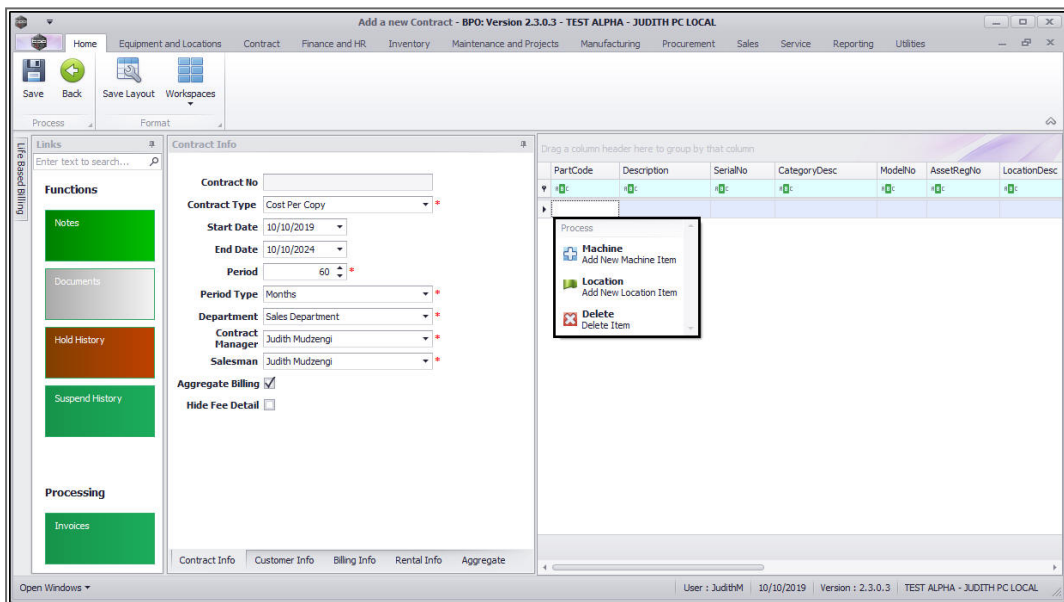 Add a new Contract - BPO: Version 2.3.0.3 - TEST ALPHA - JUDITH PC LOCAL
Home Equipment and Locations Contract Finance and HR Inventory Maintenance and Projects Manufacturing Procurement Sales Service Reporting Utilities
Save Back Save Layout Workspaces
Process Format
Life Based Billing
Links
Enter text to search...
Functions
Notes
Documents
Hold History
Suspend History
Processing
Invoices
Contract Info
Contract No
Contract Type Cost Per Copy *
Start Date 10/10/2019
End Date 10/10/2024
Period 60 *
Period Type Months *
Department Sales Department *
Contract Manager Judith Mudzengi *
Salesman Judith Mudzengi *
Aggregate Billing
Hide Fee Detail
Contract Info Customer Info Billing Info Rental Info Aggregate
Drag a column header here to group by that column
PartCode Description SerialNo CategoryDesc ModelNo AssetRegNo LocationDesc
Process
Machine
Add New Machine Item
Location
Add New Location Item
Delete
Delete Item
Open Windows User : JudithM 10/10/2019 Version : 2.3.0.3 TEST ALPHA - JUDITH PC LOCAL